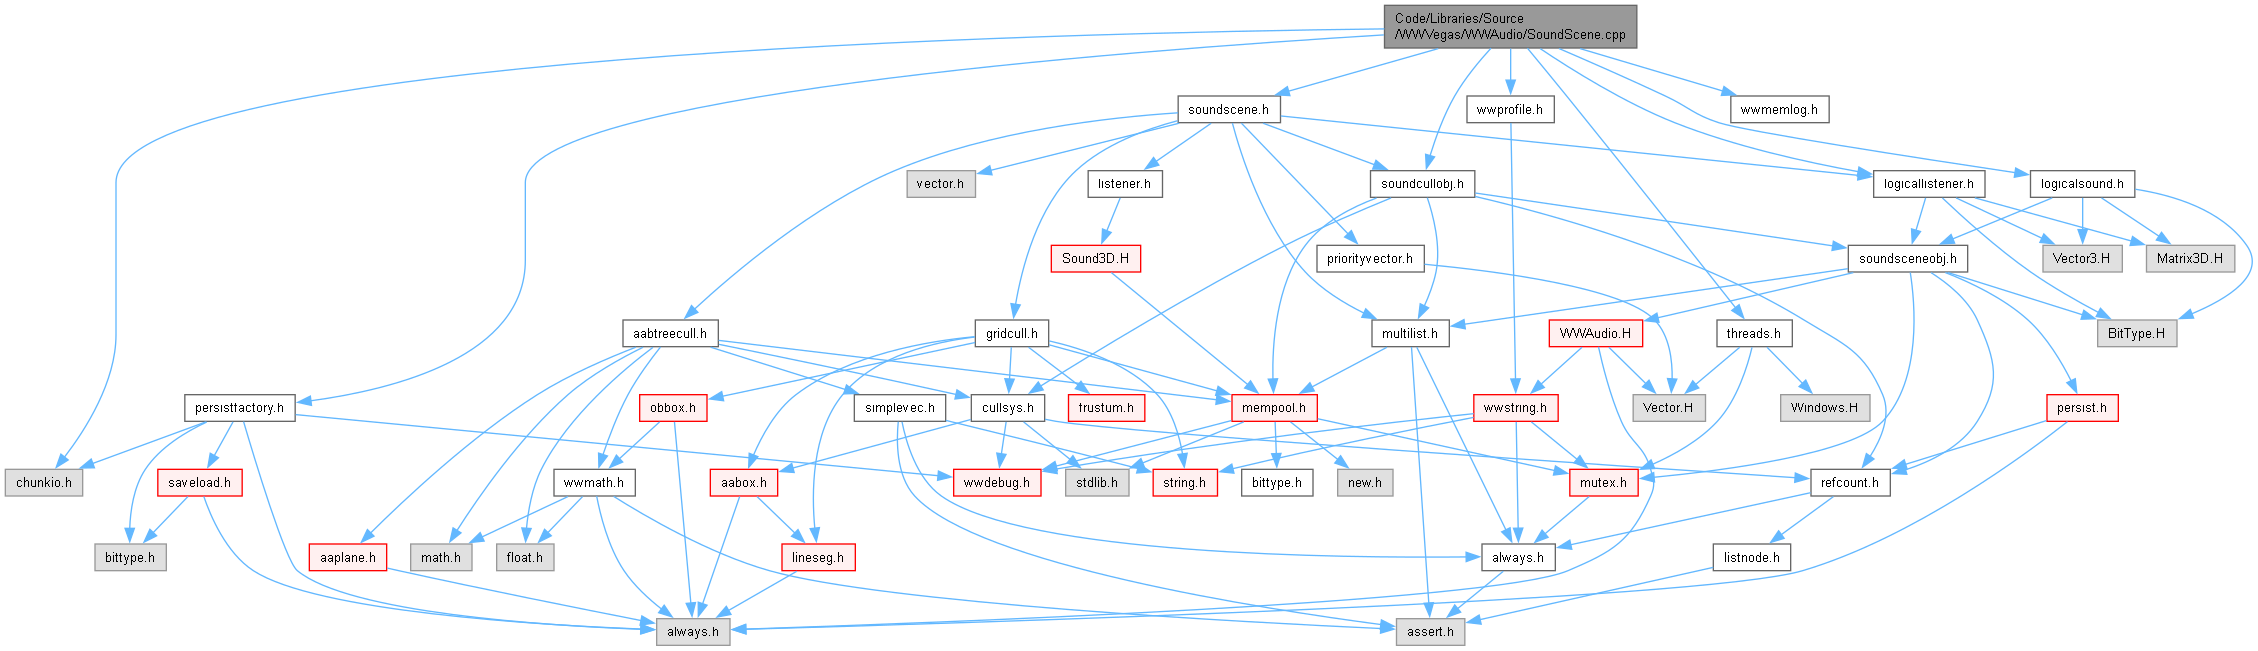 Code/Libraries/Source
/WWVegas/WWAudio/SoundScene.cpp
soundscene.h
wwprofile.h
wwmemlog.h
vector.h
listener.h
soundcullobj.h
logicallistener.h
logicalsound.h
Sound3D.H
priorityvector.h
soundsceneobj.h
Vector3.H
Matrix3D.H
aabtreecull.h
gridcull.h
multilist.h
WWAudio.H
threads.h
BitType.H
persistfactory.h
obbox.h
simplevec.h
cullsys.h
frustum.h
mempool.h
wwstring.h
Vector.H
Windows.H
persist.h
chunkio.h
saveload.h
wwmath.h
aabox.h
wwdebug.h
stdlib.h
string.h
bittype.h
new.h
mutex.h
refcount.h
bittype.h
aaplane.h
math.h
float.h
lineseg.h
always.h
listnode.h
always.h
assert.h